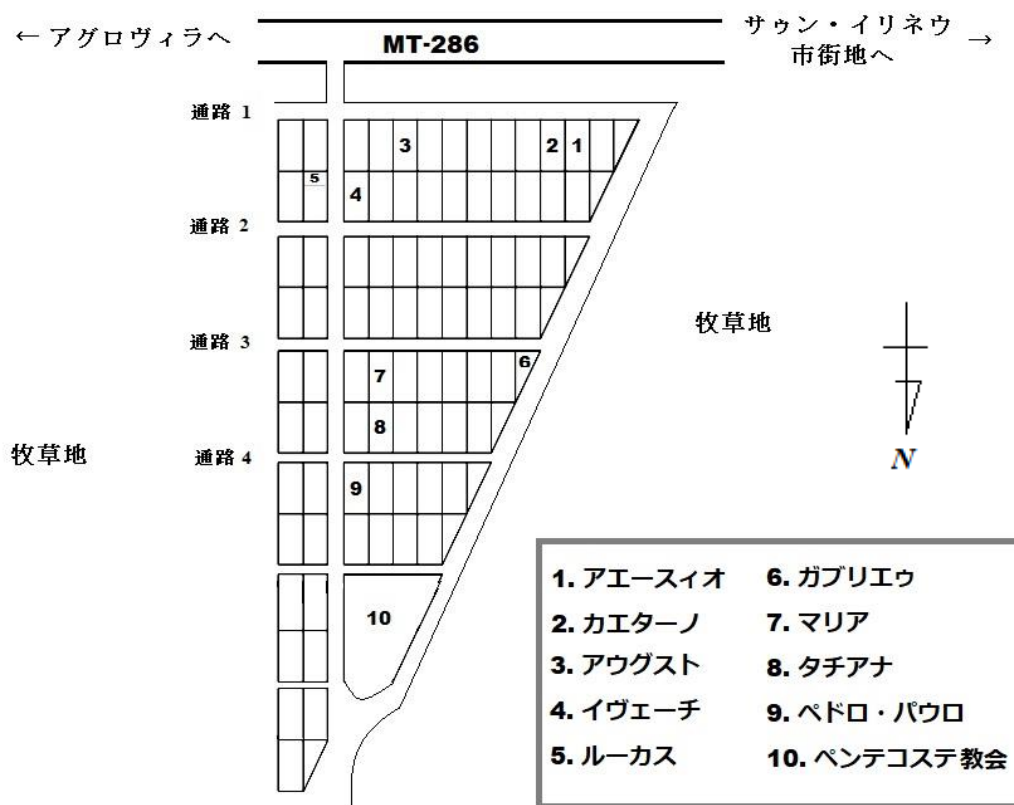 ← アグロヴィラへ
MT-286
サゥン・イリネウ
市街地へ →
通路 1
3
2
1
5
4
通路 2
牧草地
通路 3
6
7
8
牧草地
通路 4
9
N
10
1. アエースィオ
2. カエターノ
3. アウグスト
4. イヴェーチ
5. ルーカス
6. ガブリエゥ
7. マリア
8. タチアナ
9. ペドロ・パウロ
10. ペンテコステ教会